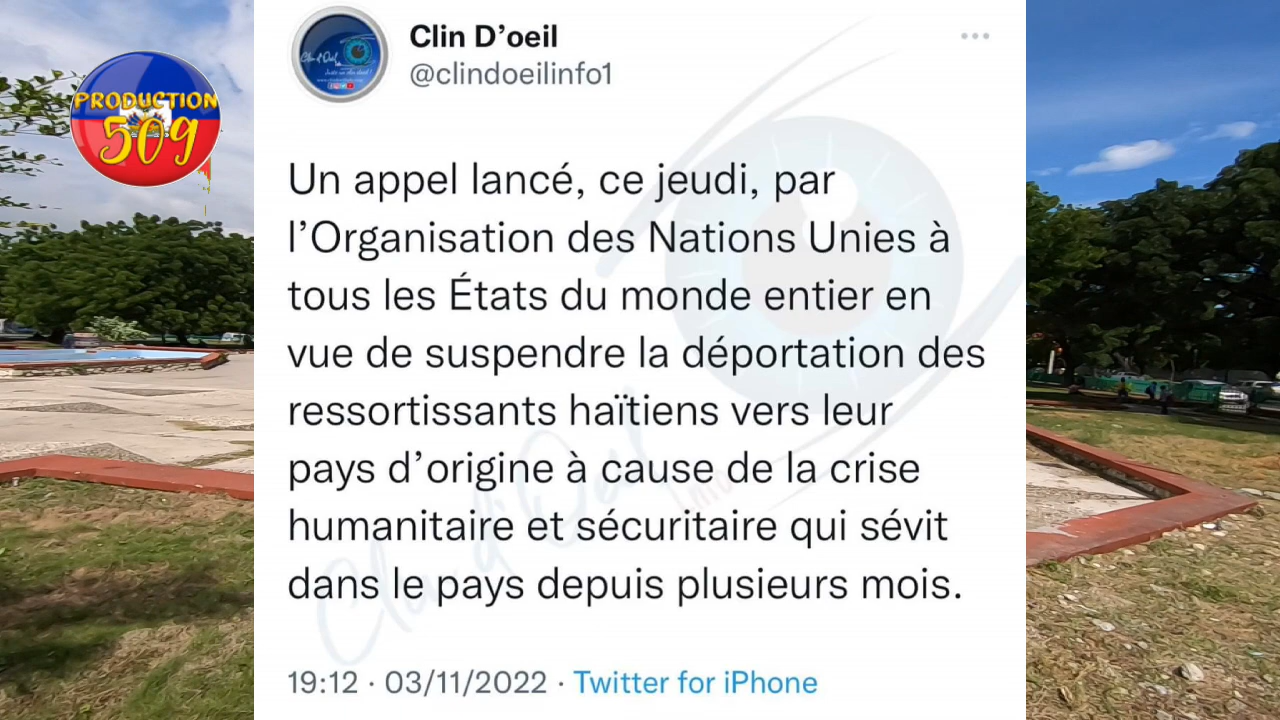 PRODUCTION
509
Clin D’oeil
@clindoeilinfo1
Un appel lancé, ce jeudi, par
l’Organisation des Nations Unies à
tous les États du monde entier en
vue de suspendre la déportation des
ressortissants haïtiens vers leur
pays d’origine à cause de la crise
humanitaire et sécuritaire qui sévit
dans le pays depuis plusieurs mois.
19:12 · 03/11/2022 · Twitter for iPhone